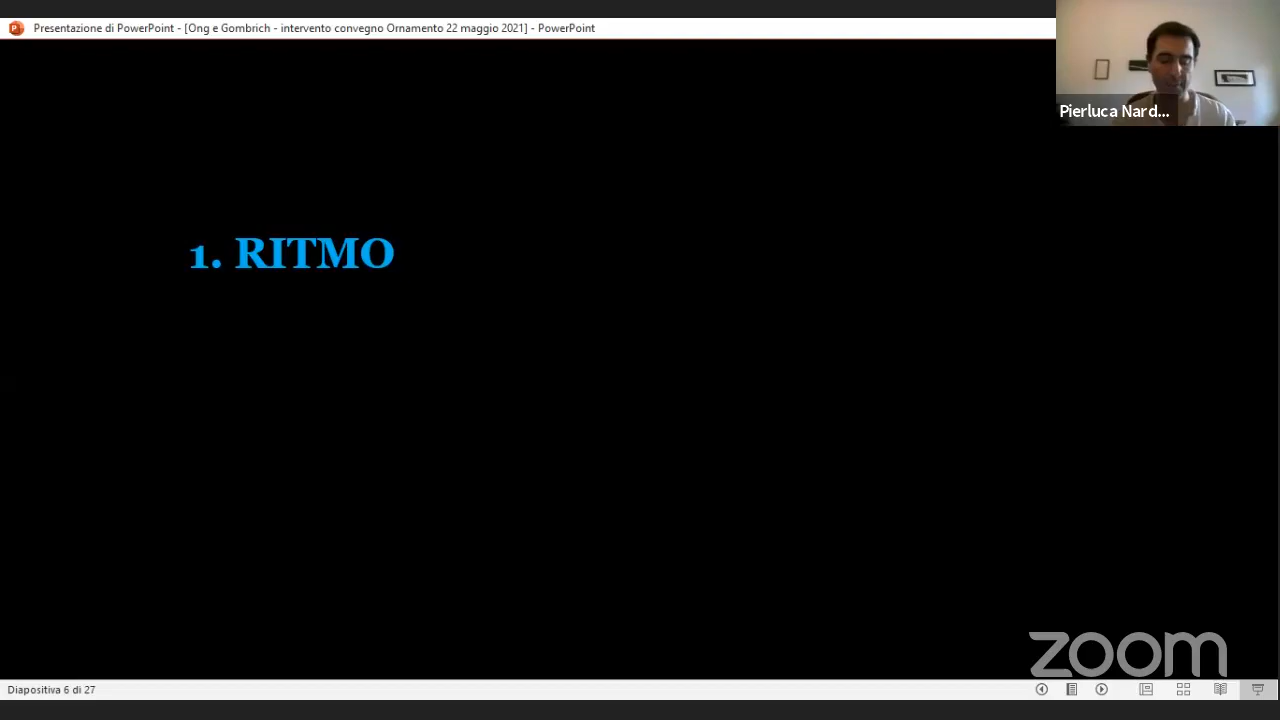 Presentazione di PowerPoint - [Ong e Gombrich - intervento convegno Ornamento 22 maggio 2021] - PowerPoint
Pierluca Nard...
1. RITMO
zoom
Diapositiva 6 di 27